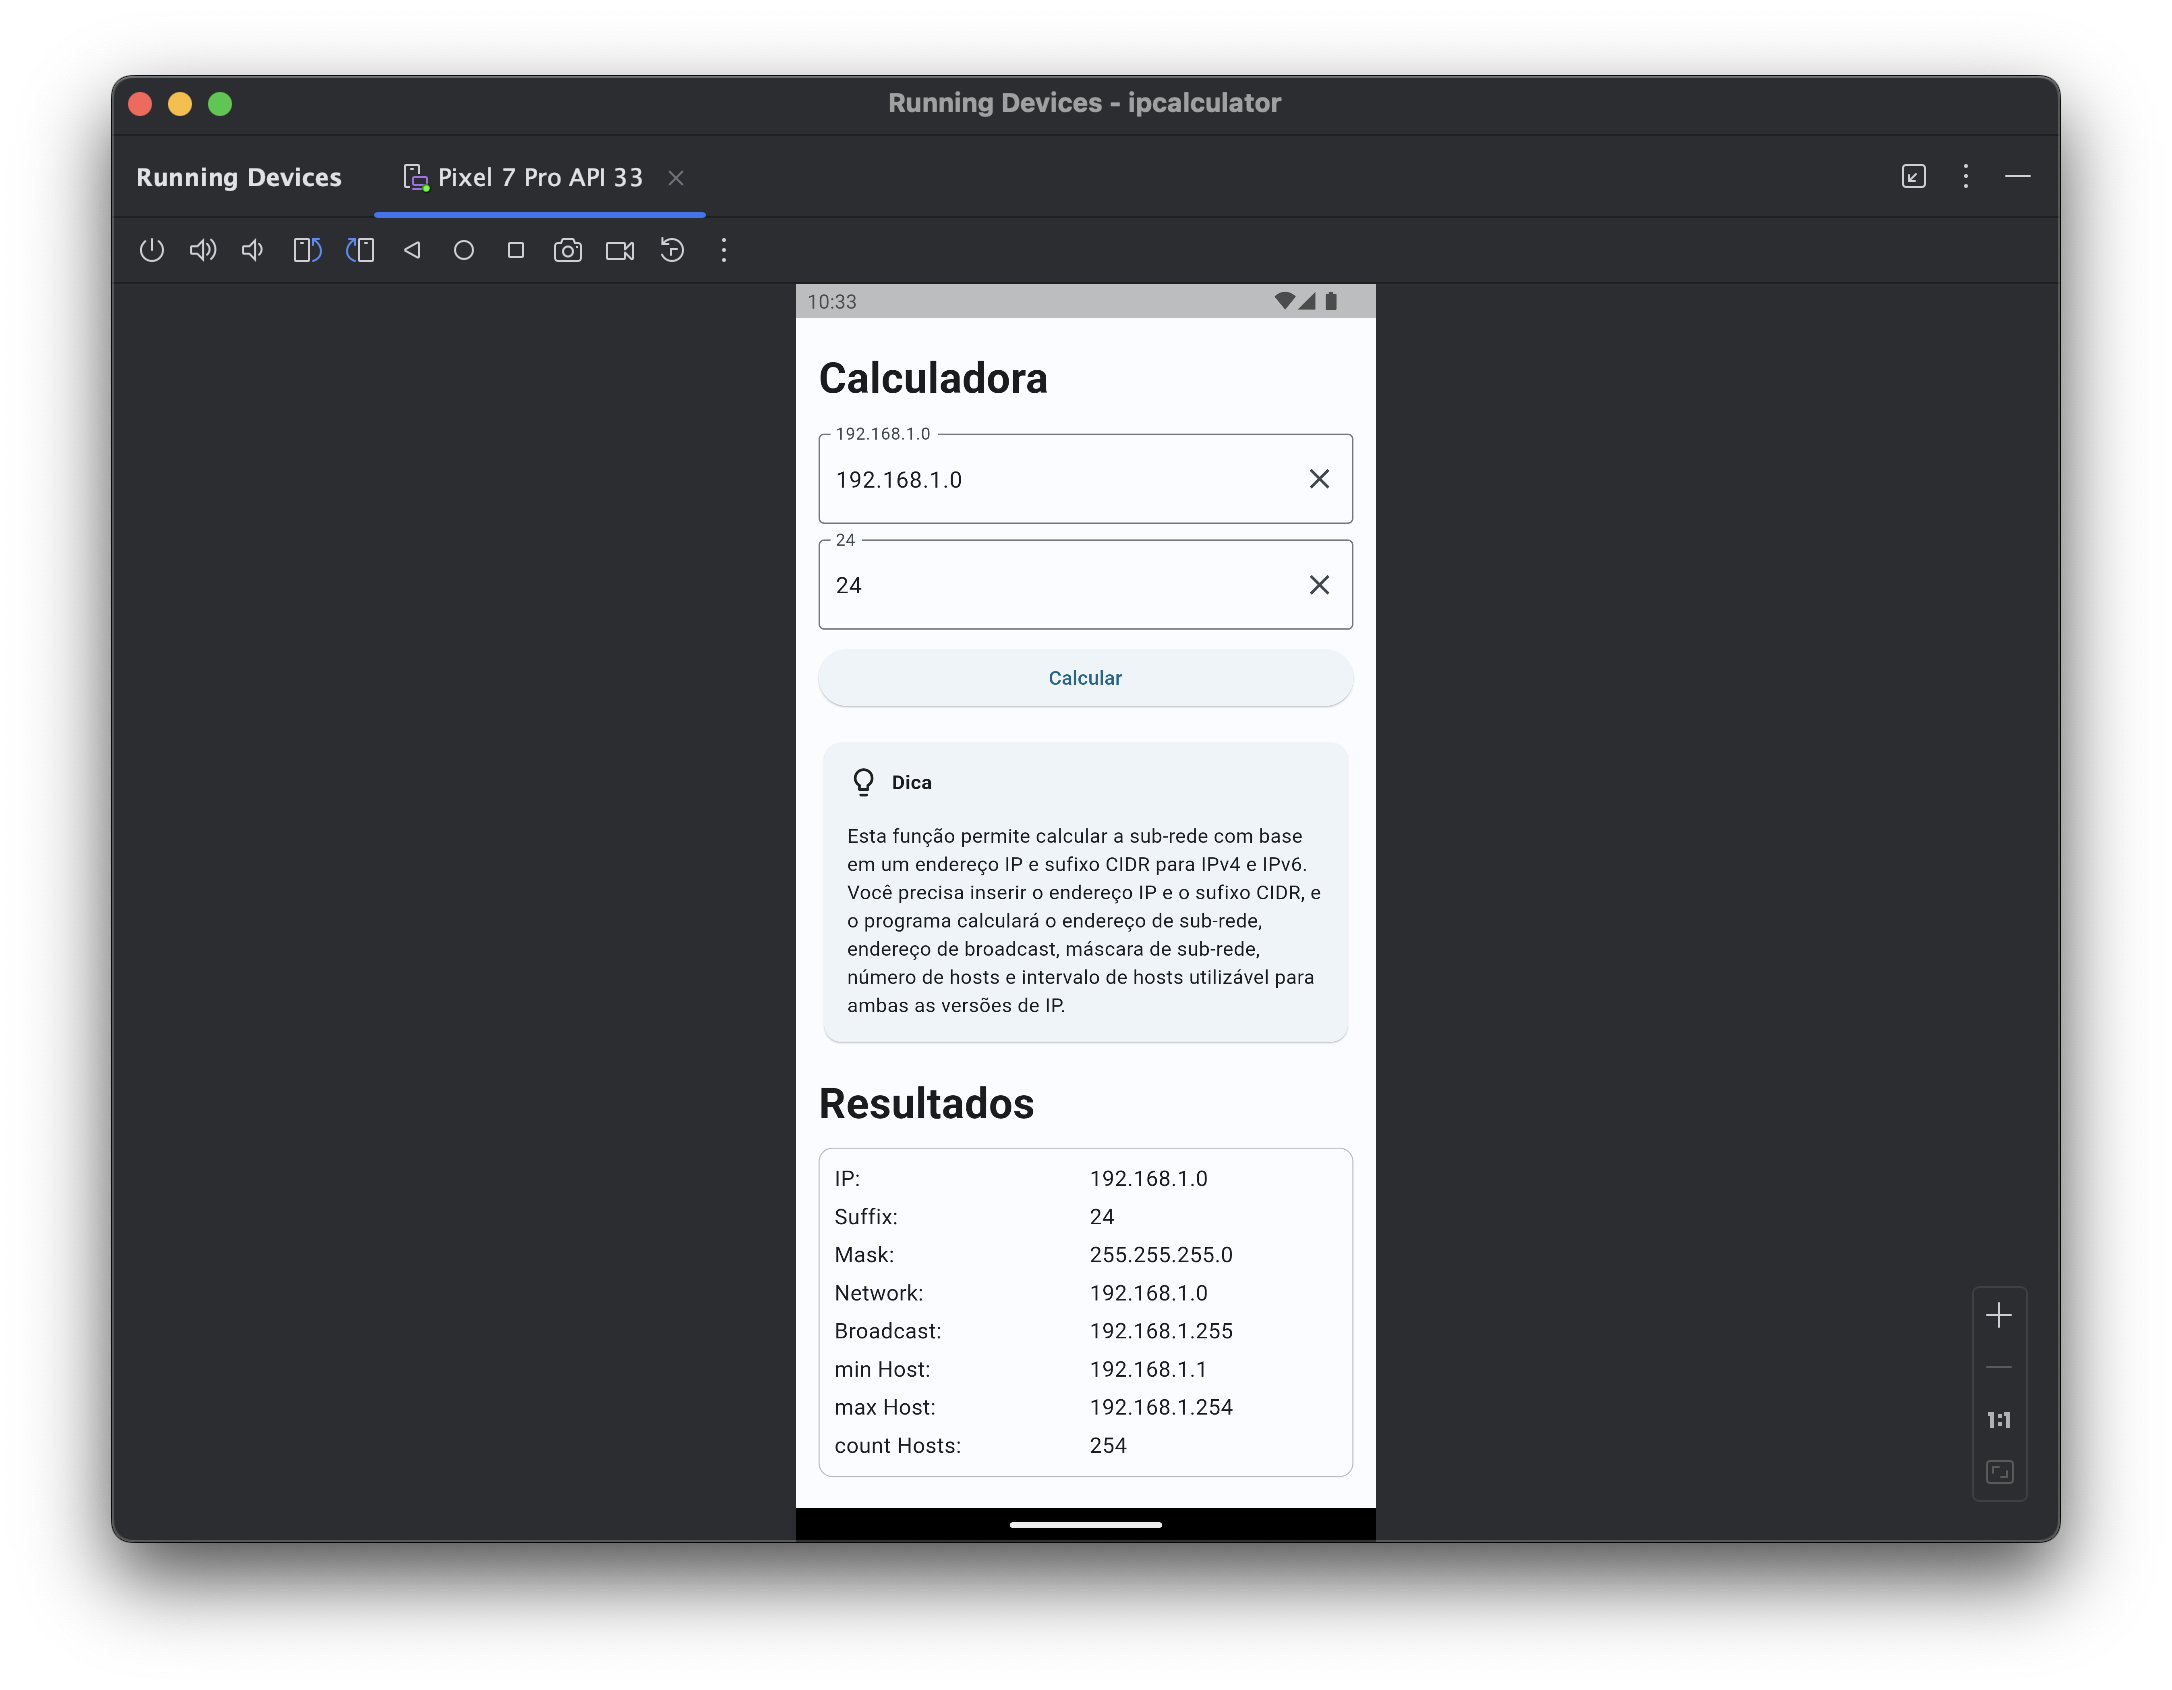 Running Devices - ipcalculator
Running Devices
Pixel 7 Pro API 33
10:33
Calculadora
192.168.1.0
192.168.1.0
24
24
Calcular
Dica
Esta função permite calcular a sub-rede com base
em um endereço IP e sufixo CIDR para IPv4 e IPv6.
Você precisa inserir o endereço IP e o sufixo CIDR, e
o programa calculará o endereço de sub-rede,
endereço de broadcast, máscara de sub-rede,
número de hosts e intervalo de hosts utilizável para
ambas as versões de IP.
Resultados
IP: 192.168.1.0
Suffix: 24
Mask: 255.255.255.0
Network: 192.168.1.0
Broadcast: 192.168.1.255
min Host: 192.168.1.1
max Host: 192.168.1.254
count Hosts: 254
1:1